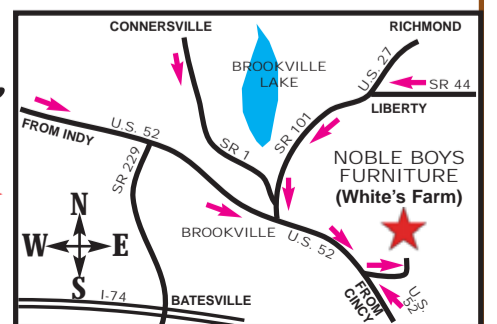 CONNERSVILLE
RICHMOND
BROOKVILLE
LAKE
U.S. 27
SR 44
LIBERTY
U.S. 52
FROM INDY
SR 229
SR 1
SR 101
NOBLE BOYS
FURNITURE
(White's Farm)
N
W
E
S
BROOKVILLE
U.S. 52
FROM
CINCY
U.S.
52
I-74
BATESVILLE